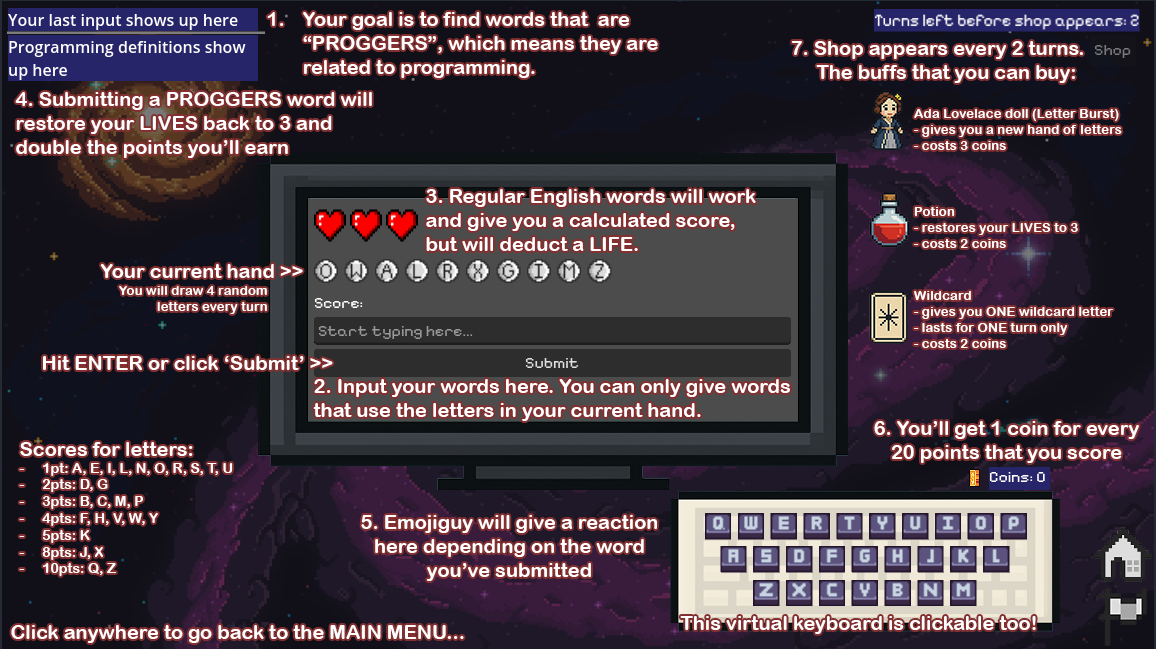 Your last input shows up here
Programming definitions show
up here
1. Your goal is to find words that are
“PROGGERS”, which means they are
related to programming.
Turns left before shop appears: 2
7. Shop appears every 2 turns.
Shop
The buffs that you can buy:
4. Submitting a PROGGERS word will
restore your LIVES back to 3 and
double the points you’ll earn
Ada Lovelace doll (Letter Burst)
- gives you a new hand of letters
- costs 3 coins
3. Regular English words will work
and give you a calculated score,
but will deduct a LIFE.
Potion
- restores your LIVES to 3
- costs 2 coins
Your current hand >>
O W A L R X G I M Z
You will draw 4 random
letters every turn
Score:
Start typing here...
Wildcard
- gives you ONE wildcard letter
- lasts for ONE turn only
- costs 2 coins
Hit ENTER or click ‘Submit’ >>
Submit
2. Input your words here. You can only give words
that use the letters in your current hand.
6. You’ll get 1 coin for every
20 points that you score
Coins: 0
Scores for letters:
- 1pt: A, E, I, L, N, O, R, S, T, U
- 2pts: D, G
- 3pts: B, C, M, P
- 4pts: F, H, V, W, Y
- 5pts: K
- 8pts: J, X
- 10pts: Q, Z
5. Emojiguy will give a reaction
here depending on the word
you’ve submitted
Q W E R T Y U I O P
A S D F G H J K L
Z X C V B N M
This virtual keyboard is clickable too!
Click anywhere to go back to the MAIN MENU...